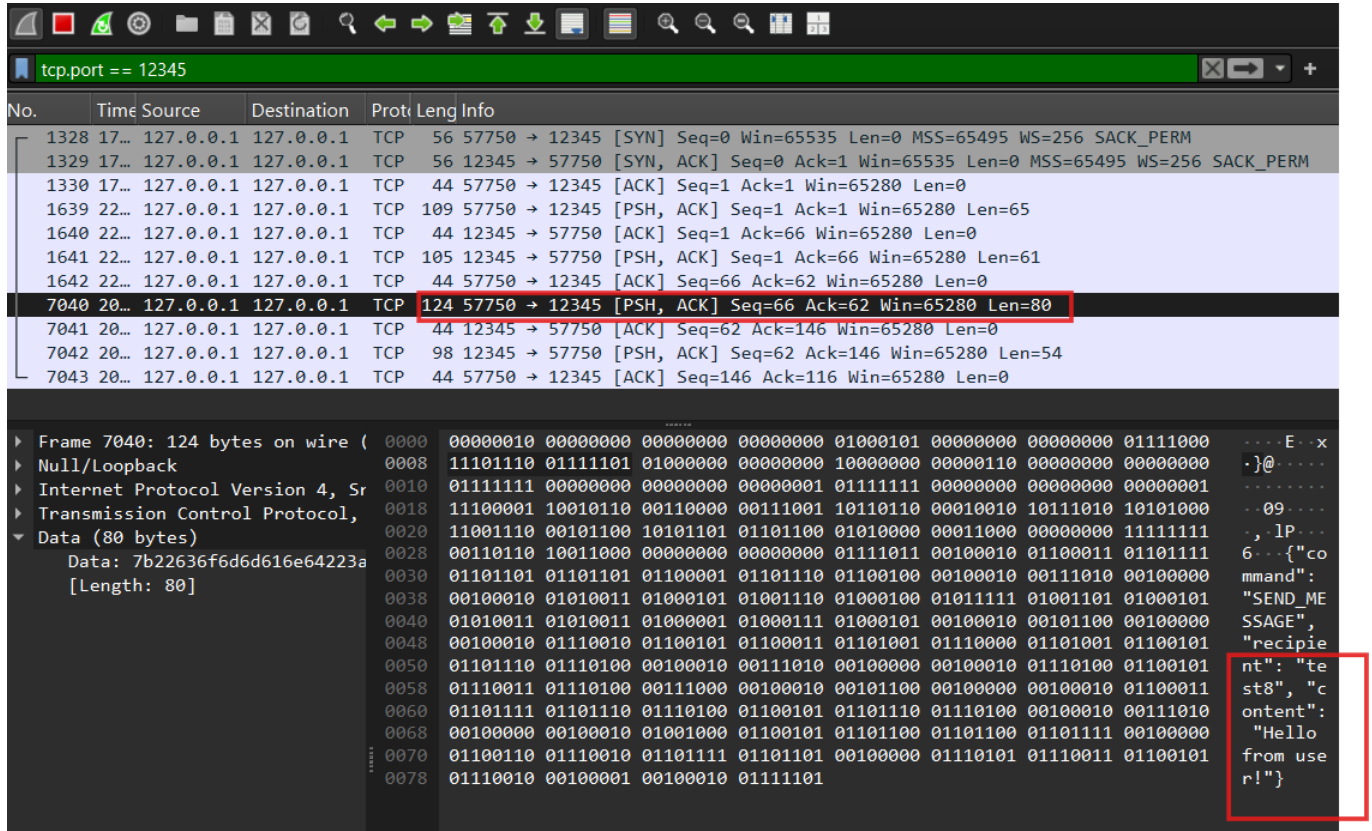 tcp.port == 12345
No. Time Source Destination Proto Leng Info
1328 17… 127.0.0.1 127.0.0.1 TCP 56 57750 → 12345 [SYN] Seq=0 Win=65535 Len=0 MSS=65495 WS=256 SACK_PERM
1329 17… 127.0.0.1 127.0.0.1 TCP 56 12345 → 57750 [SYN, ACK] Seq=0 Ack=1 Win=65535 Len=0 MSS=65495 WS=256 SACK_PERM
1330 17… 127.0.0.1 127.0.0.1 TCP 44 57750 → 12345 [ACK] Seq=1 Ack=1 Win=65280 Len=0
1639 22… 127.0.0.1 127.0.0.1 TCP 109 57750 → 12345 [PSH, ACK] Seq=1 Ack=1 Win=65280 Len=65
1640 22… 127.0.0.1 127.0.0.1 TCP 44 12345 → 57750 [ACK] Seq=1 Ack=66 Win=65280 Len=0
1641 22… 127.0.0.1 127.0.0.1 TCP 105 12345 → 57750 [PSH, ACK] Seq=1 Ack=66 Win=65280 Len=61
1642 22… 127.0.0.1 127.0.0.1 TCP 44 57750 → 12345 [ACK] Seq=66 Ack=62 Win=65280 Len=0
7040 20… 127.0.0.1 127.0.0.1 TCP 124 57750 → 12345 [PSH, ACK] Seq=66 Ack=62 Win=65280 Len=80
7041 20… 127.0.0.1 127.0.0.1 TCP 44 12345 → 57750 [ACK] Seq=62 Ack=146 Win=65280 Len=0
7042 20… 127.0.0.1 127.0.0.1 TCP 98 12345 → 57750 [PSH, ACK] Seq=62 Ack=146 Win=65280 Len=54
7043 20… 127.0.0.1 127.0.0.1 TCP 44 57750 → 12345 [ACK] Seq=146 Ack=116 Win=65280 Len=0
Frame 7040: 124 bytes on wire (
Null/Loopback
Internet Protocol Version 4, Sr
Transmission Control Protocol,
Data (80 bytes)
Data: 7b22636f6d6d616e64223a
[Length: 80]
0000 00000010 00000000 00000000 00000000 01000101 00000000 00000000 01111000 ····E··x
0008 11101110 01111101 01000000 00000000 10000000 00000110 00000000 00000000 ·}@·····
0010 01111111 00000000 00000000 00000001 01111111 00000000 00000000 00000001 ········
0018 11100001 10010110 00110000 00111001 10110110 00010010 10111010 10101000 ··09····
0020 11001110 00101100 10101101 01101100 01010000 00011000 00000000 11111111 ·,·lP···
0028 00110110 10011000 00000000 00000000 01111011 00100010 01100011 01101111 6···{"co
0030 01101101 01101101 01100001 01101110 01100100 00100010 00111010 00100000 mmand":
0038 00100010 01010011 01000101 01001110 01000100 01011111 01001101 01000101 "SEND_ME
0040 01010011 01010011 01000001 01000111 01000101 00100010 00101100 00100000 SSAGE",
0048 00100010 01110010 01100101 01100011 01101001 01110000 01101001 01100101 "recipie
0050 01101110 01110100 00100010 00111010 00100000 00100010 01110100 01100101 nt": "te
0058 01110011 01110100 00111000 00100010 00101100 00100000 00100010 01100011 st8", "c
0060 01101111 01101110 01110100 01100101 01101110 01110100 00100010 00111010 ontent":
0068 00100000 00100010 01001000 01100101 01101100 01101100 01101111 00100000 "Hello
0070 01100110 01110010 01101111 01101101 00100000 01110101 01110011 01100101 from use
0078 01110010 00100001 00100010 01111101 r!"}